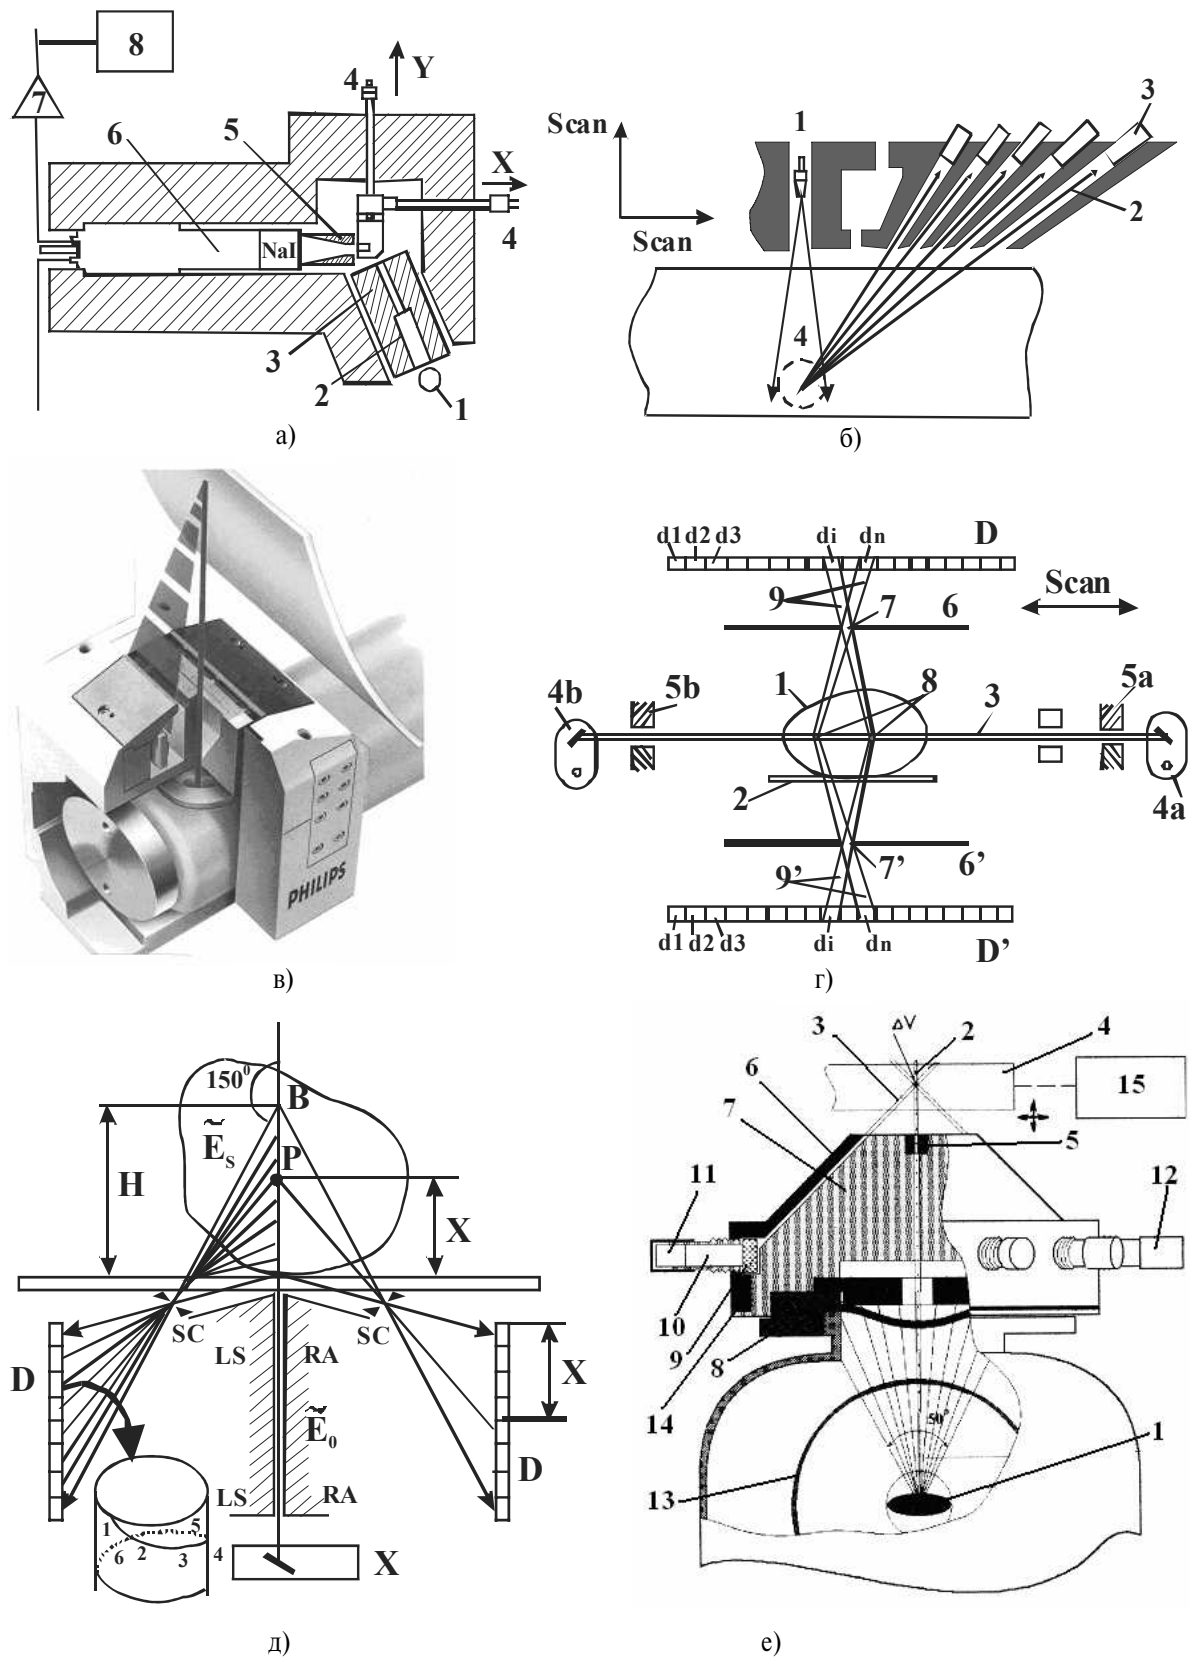 8
7
6
5
4
Y
X
4
NaI
3
2
1
а)
Scan
Scan
1
3
2
4
б)
PHILIPS
в)
d1 d2 d3 di dn D
9 7 6
Scan
4b 5b 1 8 3 5a
2
4a
9' 7' 6'
d1 d2 d3 di dn
D'
г)
150⁰
B
Ẽs
P
H
X
SC SC
LS RA
D
X
Ẽ₀
D
LS RA
1 5
6 2 3 4
X
д)
3 ΔV 2 4
6
15
7
5
11
12
10
9
8
14
50°
1
13
е)